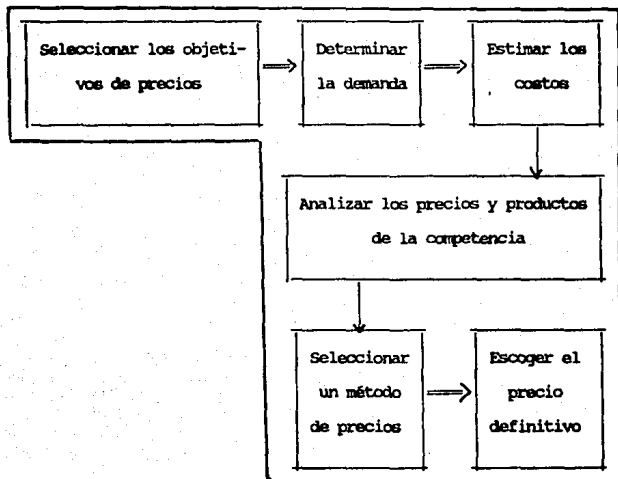 Seleccionar los objeti-
vos de precios
Determinar
la demanda
Estimar los
costos
Analizar los precios y productos
de la competencia
Seleccionar
un método
de precios
Escoger el
precio
definitivo